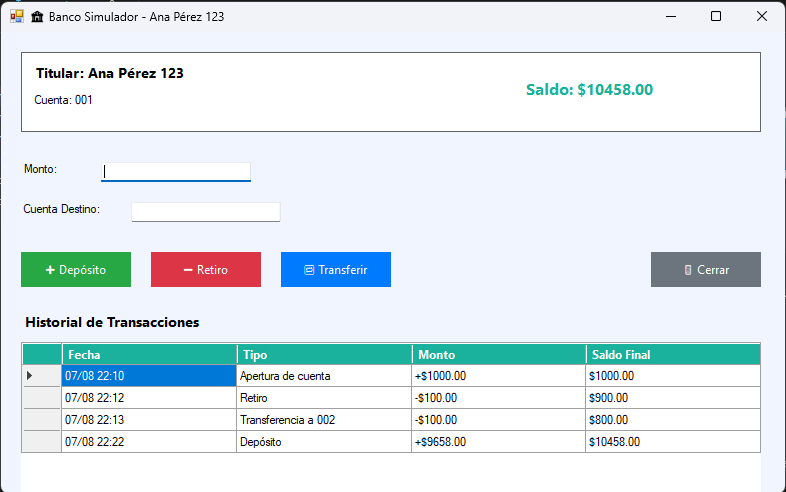 Banco Simulador - Ana Pérez 123
Titular: Ana Pérez 123
Saldo: $10458.00
Cuenta: 001
Monto:
Cuenta Destino:
Depósito
Retiro
Transferir
Cerrar
Historial de Transacciones
Fecha Tipo Monto Saldo Final
07/08 22:10 Apertura de cuenta +$1000.00 $1000.00
07/08 22:12 Retiro -$100.00 $900.00
07/08 22:13 Transferencia a 002 -$100.00 $800.00
07/08 22:22 Depósito +$9658.00 $10458.00